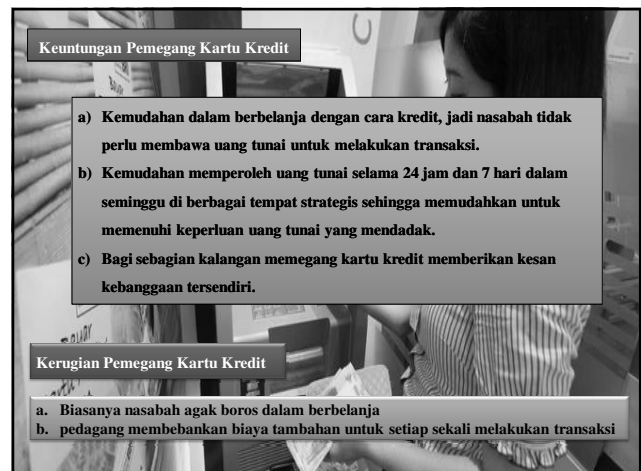 Keuntungan Pemegang Kartu Kredit
a) Kemudahan dalam berbelanja dengan cara kredit, jadi nasabah tidak
perlu membawa uang tunai untuk melakukan transaksi.
b) Kemudahan memperoleh uang tunai selama 24 jam dan 7 hari dalam
seminggu di berbagai tempat strategis sehingga memudahkan untuk
memenuhi keperluan uang tunai yang mendadak.
c) Bagi sebagian kalangan memegang kartu kredit memberikan kesan
kebanggaan tersendiri.
Kerugian Pemegang Kartu Kredit
a. Biasanya nasabah agak boros dalam berbelanja
b. pedagang membebankan biaya tambahan untuk setiap sekali melakukan transaksi